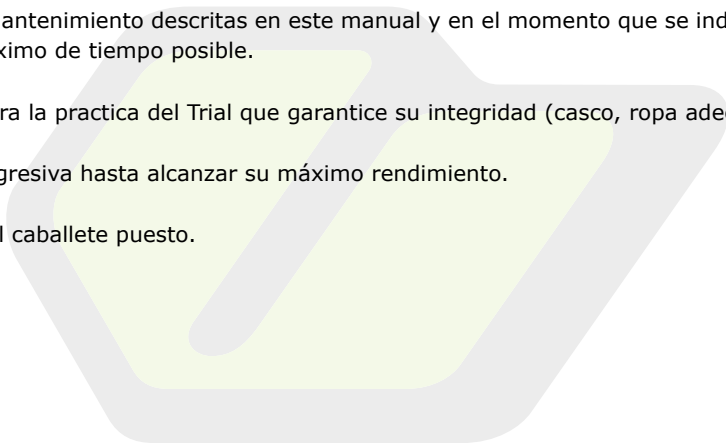 antenimiento descritas en este manual y en el momento que se ind
ximo de tiempo posible.
ra la practica del Trial que garantice su integridad (casco, ropa ade
gresiva hasta alcanzar su máximo rendimiento.
l caballete puesto.